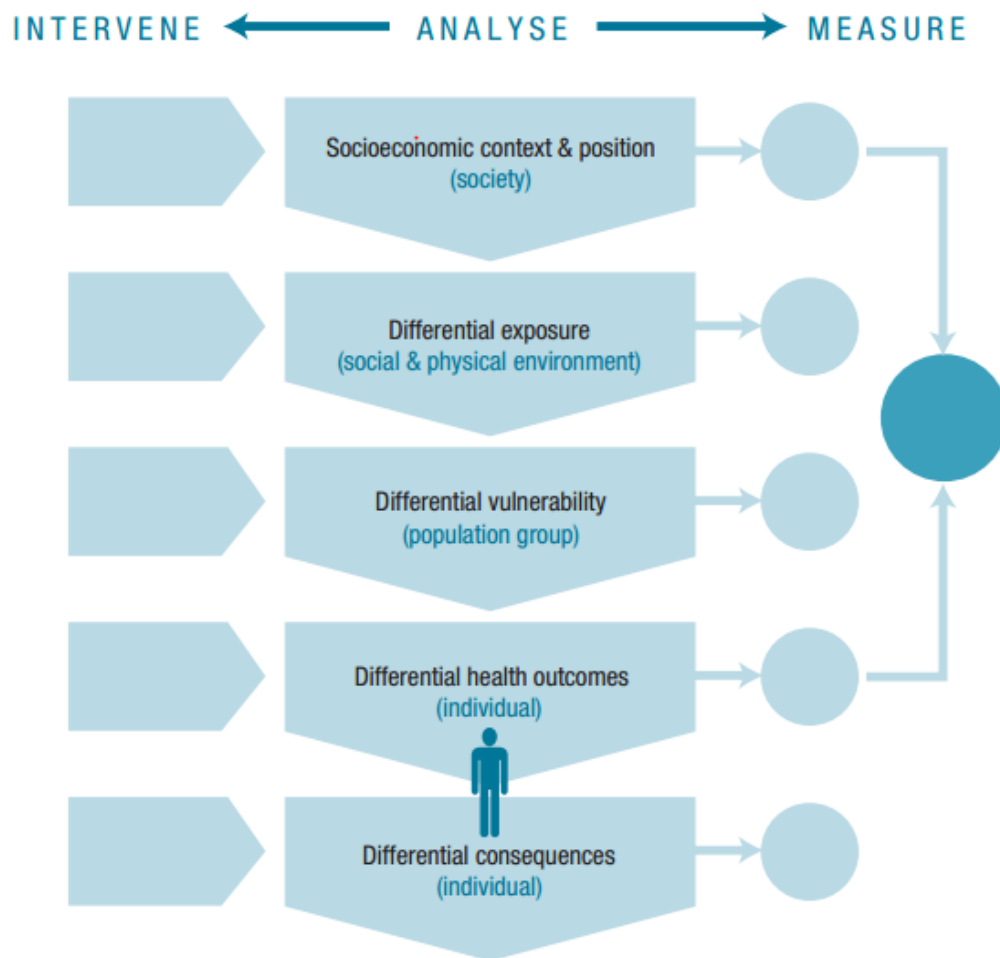 INTERVENE ANALYSE MEASURE
Socioeconomic context & position
(society)
Differential exposure
(social & physical environment)
Differential vulnerability
(population group)
Differential health outcomes
(individual)
Differential consequences
(individual)